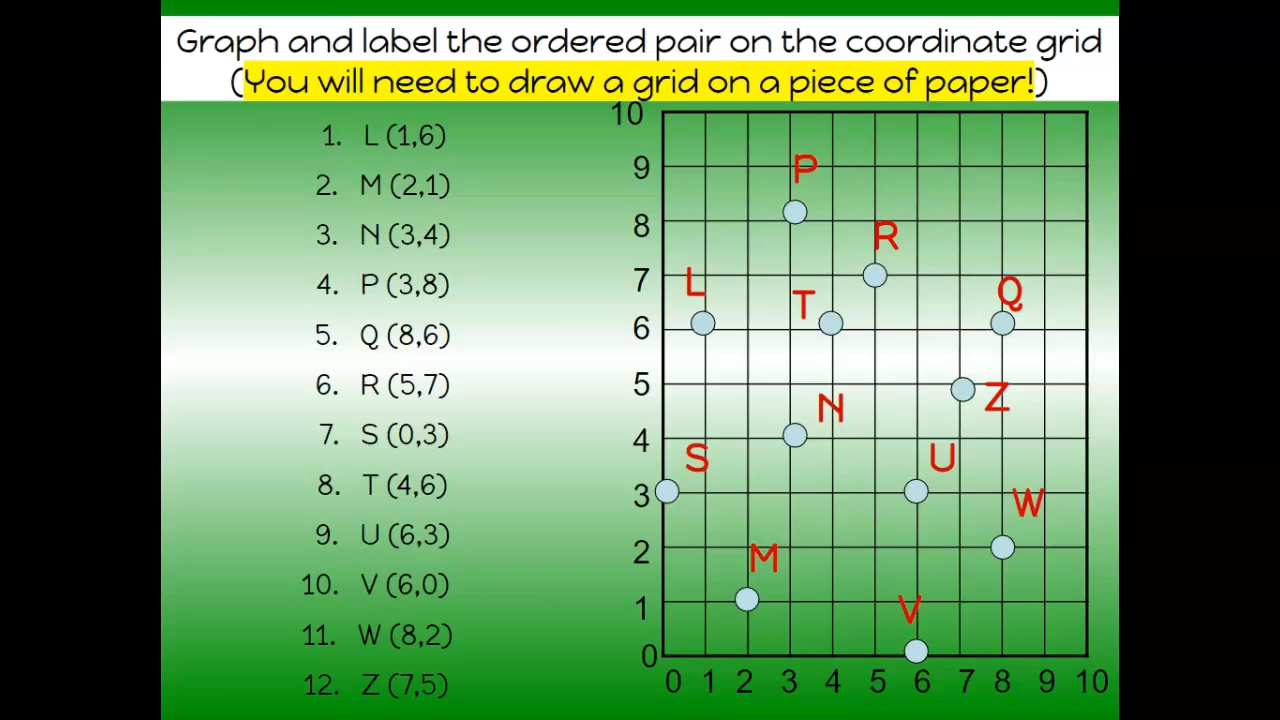 Graph and label the ordered pair on the coordinate grid
(You will need to draw a grid on a piece of paper!)
1. L (1,6)
2. M (2,1)
3. N (3,4)
4. P (3,8)
5. Q (8,6)
6. R (5,7)
7. S (0,3)
8. T (4,6)
9. U (6,3)
10. V (6,0)
11. W (8,2)
12. Z (7,5)
10
9
P
8
R
7
L
T
Q
6
5
Z
N
4
S
U
3
W
2
M
1
V
0
0 1 2 3 4 5 6 7 8 9 10